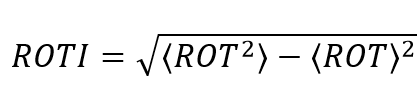 ROTI = √⟨ROT²⟩ − ⟨ROT⟩²